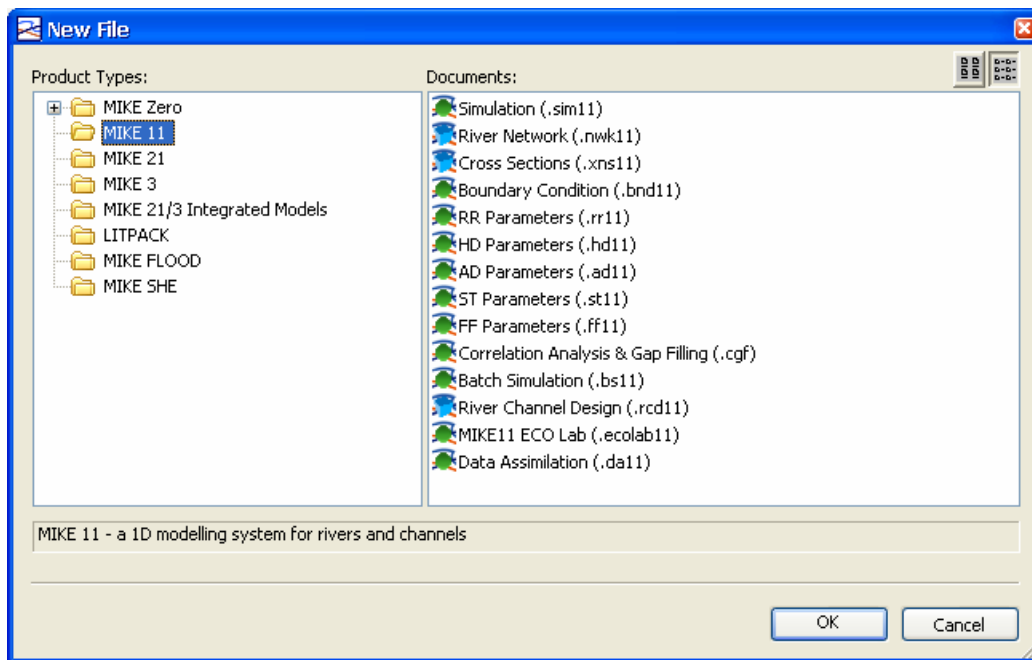 New File
Product Types:
MIKE Zero
MIKE 11
MIKE 21
MIKE 3
MIKE 21/3 Integrated Models
LITPACK
MIKE FLOOD
MIKE SHE
Documents:
Simulation (.sim11)
River Network (.nwk11)
Cross Sections (.xns11)
Boundary Condition (.bnd11)
RR Parameters (.rr11)
HD Parameters (.hd11)
AD Parameters (.ad11)
ST Parameters (.st11)
FF Parameters (.ff11)
Correlation Analysis & Gap Filling (.cgf)
Batch Simulation (.bs11)
River Channel Design (.rcd11)
MIKE11 ECO Lab (.ecolab11)
Data Assimilation (.da11)
MIKE 11 - a 1D modelling system for rivers and channels
OK
Cancel